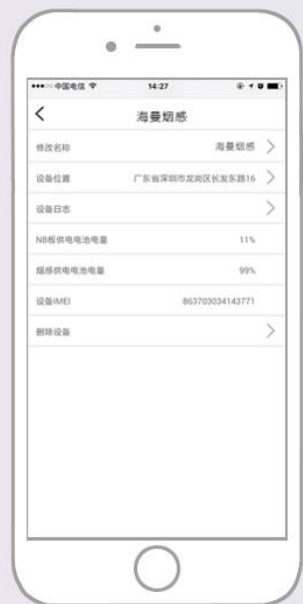 中国电信 14:27
海曼烟感
修改名称 海曼烟感
设备位置 广东省深圳市龙岗区长发东路16
设备日志
NB板供电电池电量 11%
烟感供电电池电量 99%
设备IMEI 863703034143771
删除设备